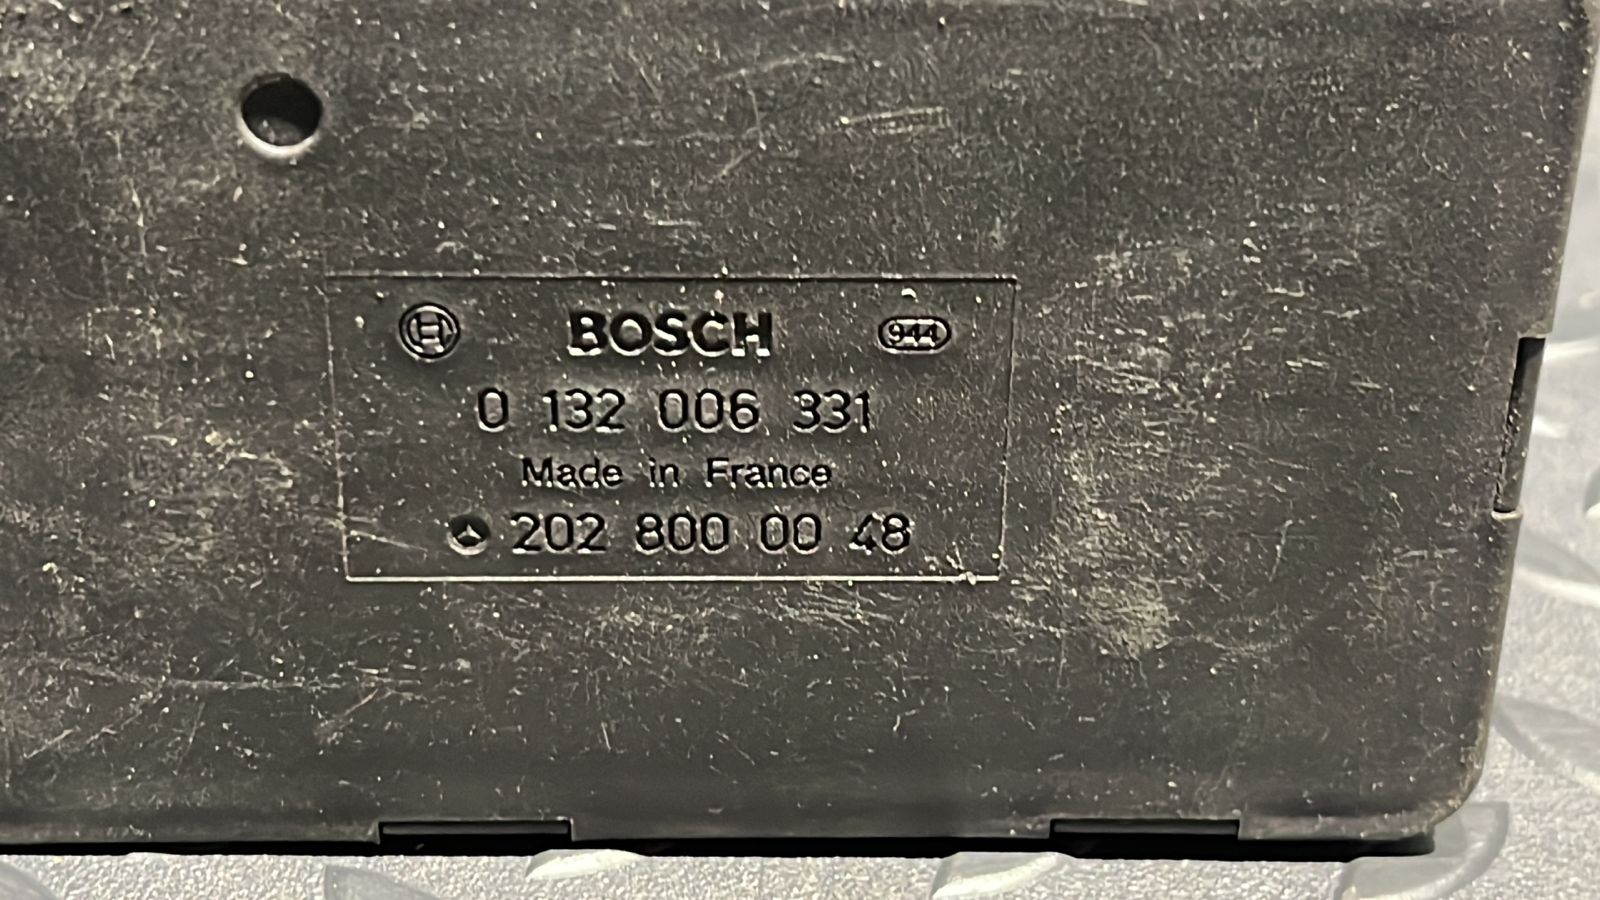 BOSCH 944
0 132 006 331
Made in France
202 800 00 48